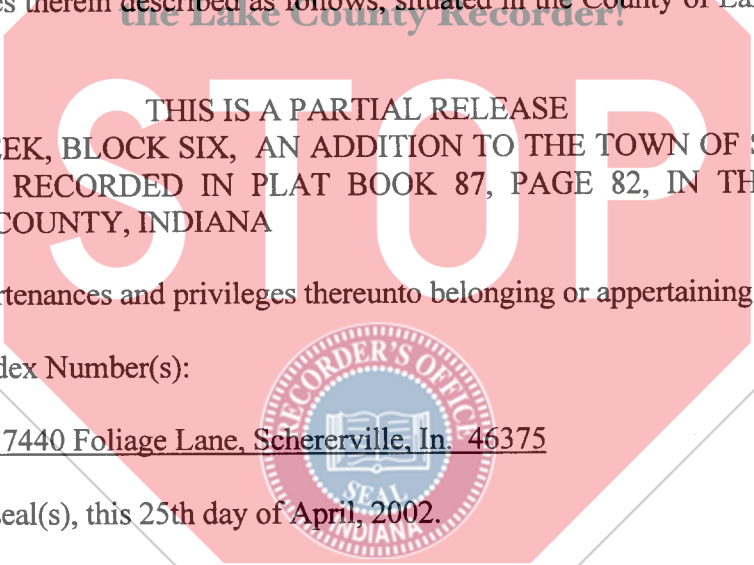 es therein described as follows, situated in the County of La
the Lake County Recorder!
STOP
THIS IS A PARTIAL RELEASE
EEK, BLOCK SIX, AN ADDITION TO THE TOWN OF S
RECORDED IN PLAT BOOK 87, PAGE 82, IN TH
COUNTY, INDIANA
rtenances and privileges thereunto belonging or appertaining
dex Number(s):
RECORDER'S OFFICE
7440 Foliage Lane, Schererville, In. 46375
SEAL
eal(s), this 25th day of April, 2002.
INDIANA